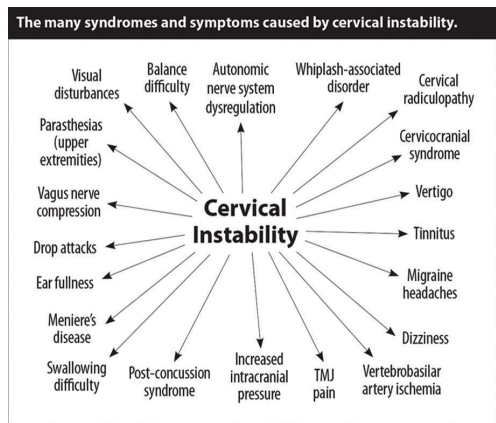 The many syndromes and symptoms caused by cervical instability.
Visual
disturbances
Balance
difficulty
Autonomic
nerve system
dysregulation
Whiplash-associated
disorder
Cervical
radiculopathy
Parasthesias
(upper
extremities)
Cervicocranial
syndrome
Vagus nerve
compression
Cervical
Instability
Vertigo
Drop attacks
Tinnitus
Ear fullness
Migraine
headaches
Meniere's
disease
Dizziness
Swallowing
difficulty
Post-concussion
syndrome
Increased
intracranial
pressure
TMJ
pain
Vertebrobasilar
artery ischemia